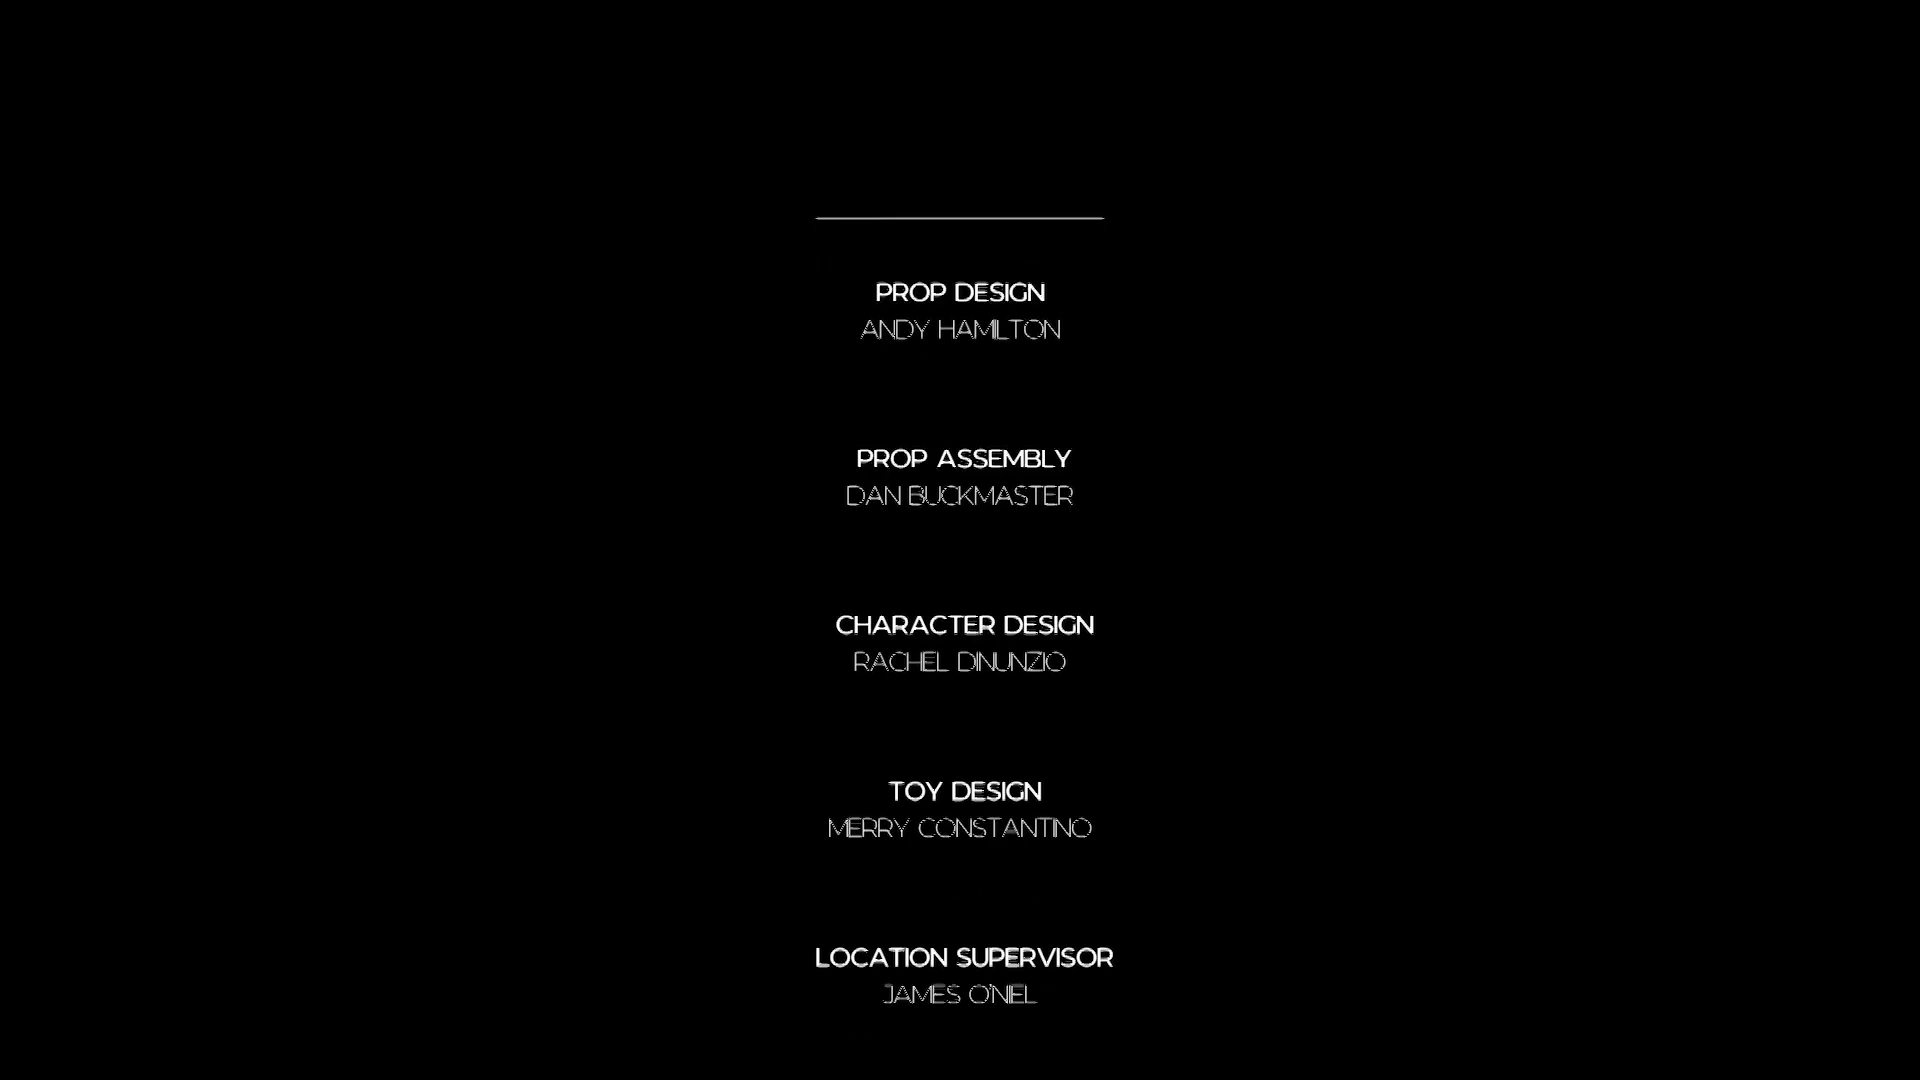 PROP DESIGN
ANDY HAMILTON
PROP ASSEMBLY
DAN BUCKMASTER
CHARACTER DESIGN
RACHEL DINUNZIO
TOY DESIGN
MERRY CONSTANTINO
LOCATION SUPERVISOR
JAMES O'NIEL